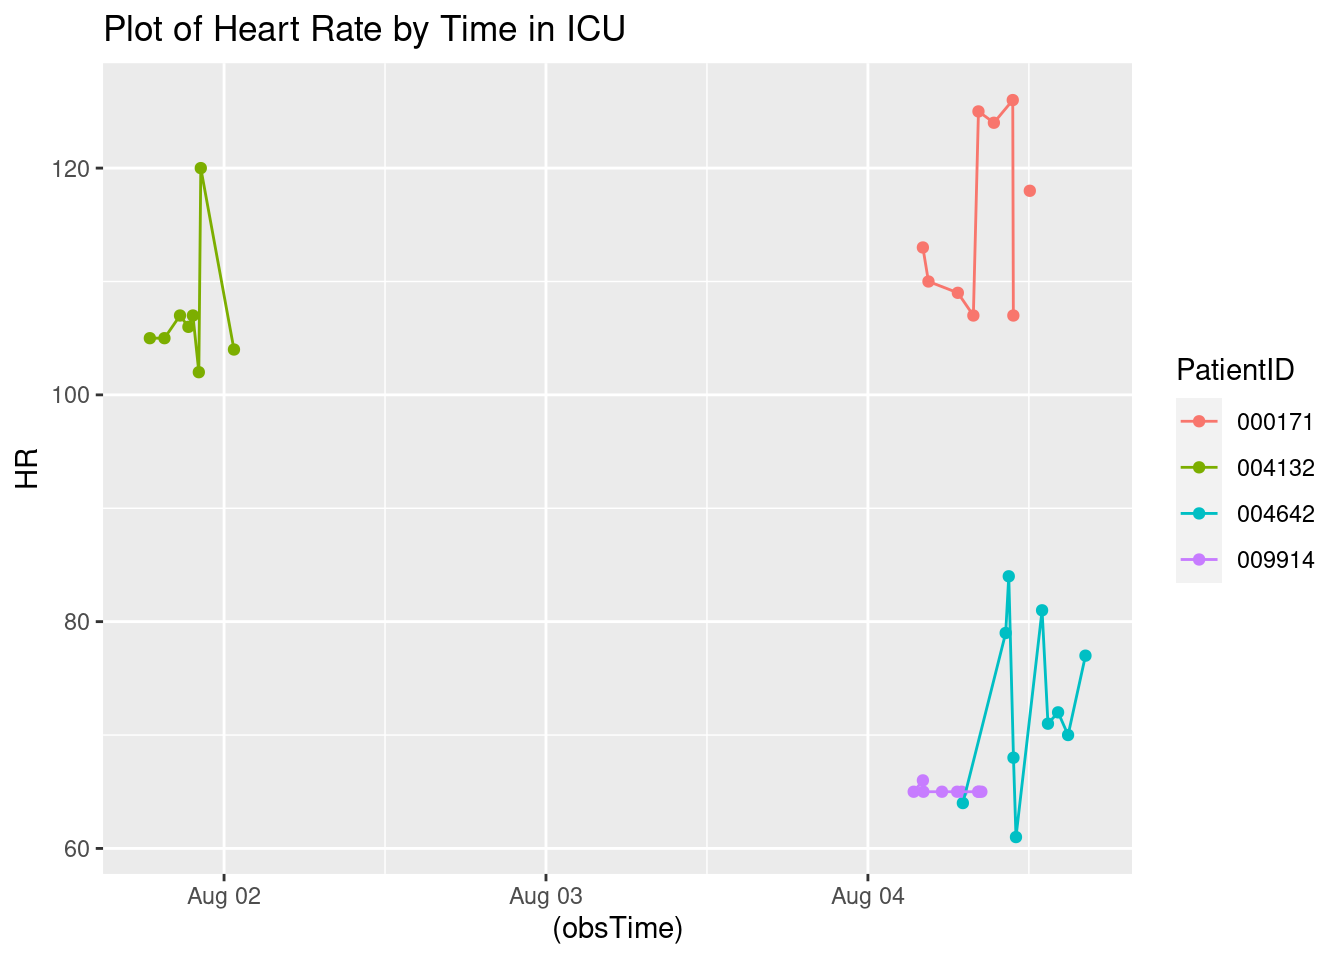 Plot of Heart Rate by Time in ICU
120
100
80
60
HR
Aug 02
Aug 03
Aug 04
(obsTime)
PatientID
000171
004132
004642
009914